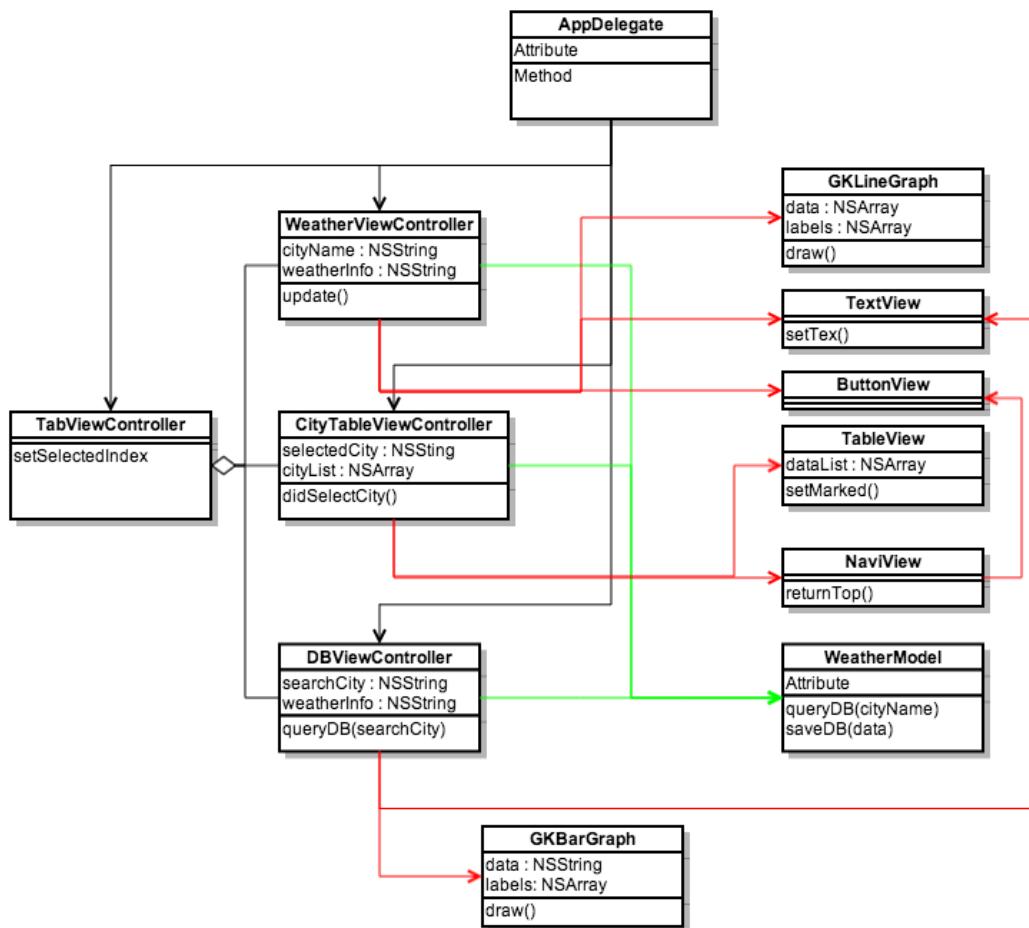 AppDelegate
Attribute
Method
GKLineGraph
data : NSArray
labels : NSArray
draw()
WeatherViewController
cityName : NSString
weatherInfo : NSString
update()
TextView
setTex()
ButtonView
TabViewController
setSelectedIndex
CityTableViewController
selectedCity : NSSting
cityList : NSArray
didSelectCity()
TableView
dataList : NSArray
setMarked()
NaviView
returnTop()
DBViewController
searchCity : NSString
weatherInfo : NSString
queryDB(searchCity)
WeatherModel
Attribute
queryDB(cityName)
saveDB(data)
GKBarGraph
data : NSString
labels: NSArray
draw()